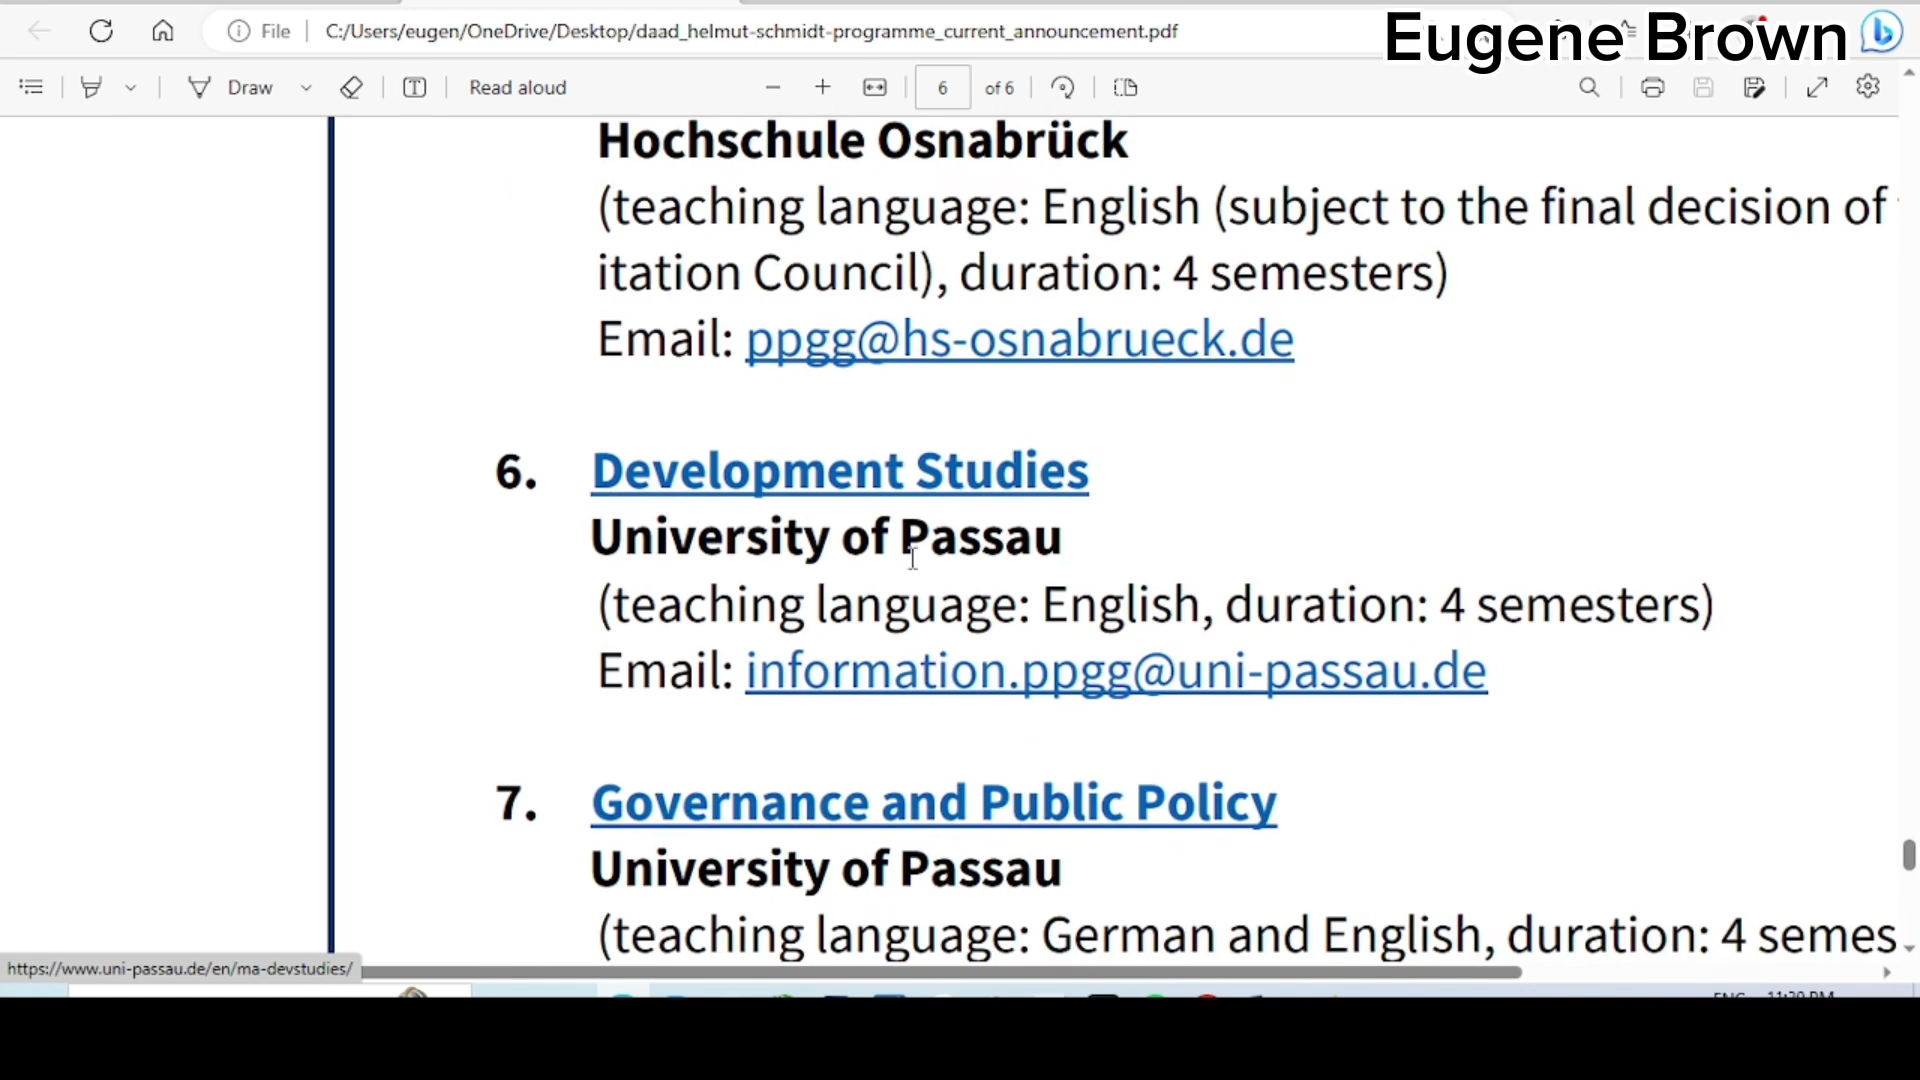 File
C:/Users/eugen/OneDrive/Desktop/daad_helmut-schmidt-programme_current_announcement.pdf
Eugene Brown
Draw
Read aloud
6 of 6
Hochschule Osnabrück
(teaching language: English (subject to the final decision of
itation Council), duration: 4 semesters)
Email: ppgg@hs-osnabrueck.de
6. Development Studies
University of Passau
(teaching language: English, duration: 4 semesters)
Email: information.ppgg@uni-passau.de
7. Governance and Public Policy
University of Passau
(teaching language: German and English, duration: 4 semes
https://www.uni-passau.de/en/ma-devstudies/